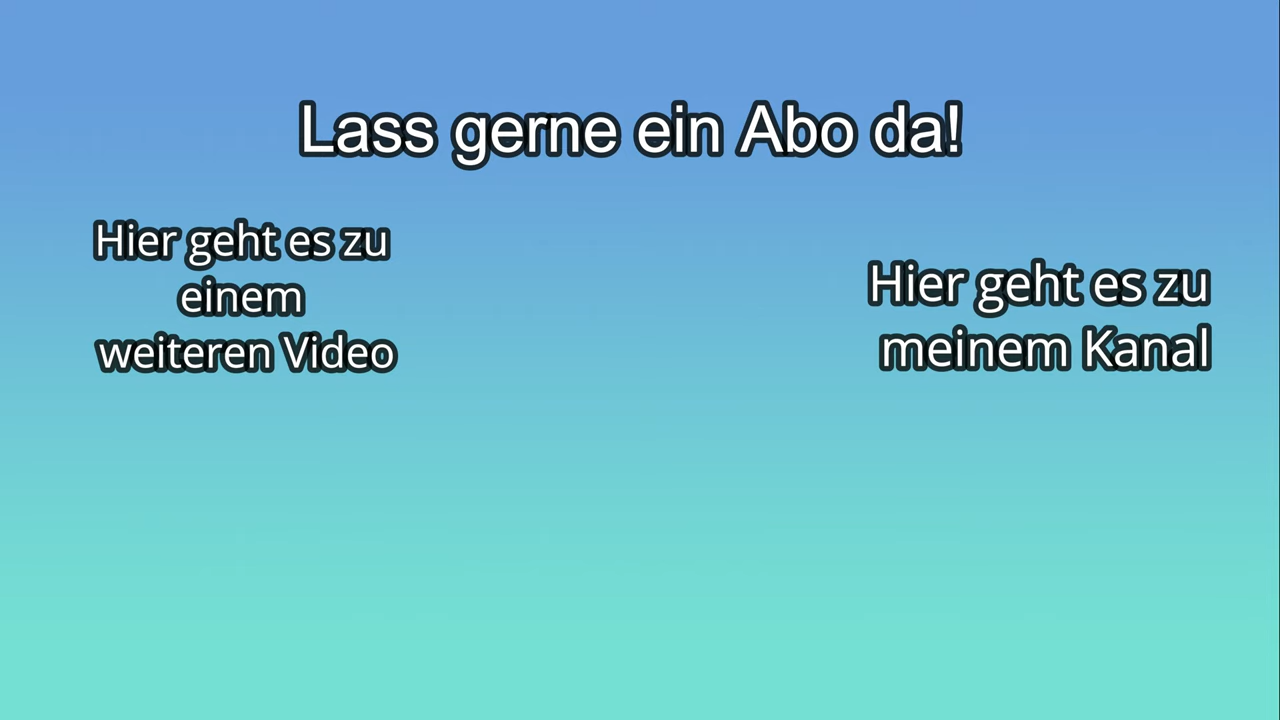 Lass gerne ein Abo da!
Hier geht es zu
einem
weiteren Video
Hier geht es zu
meinem Kanal